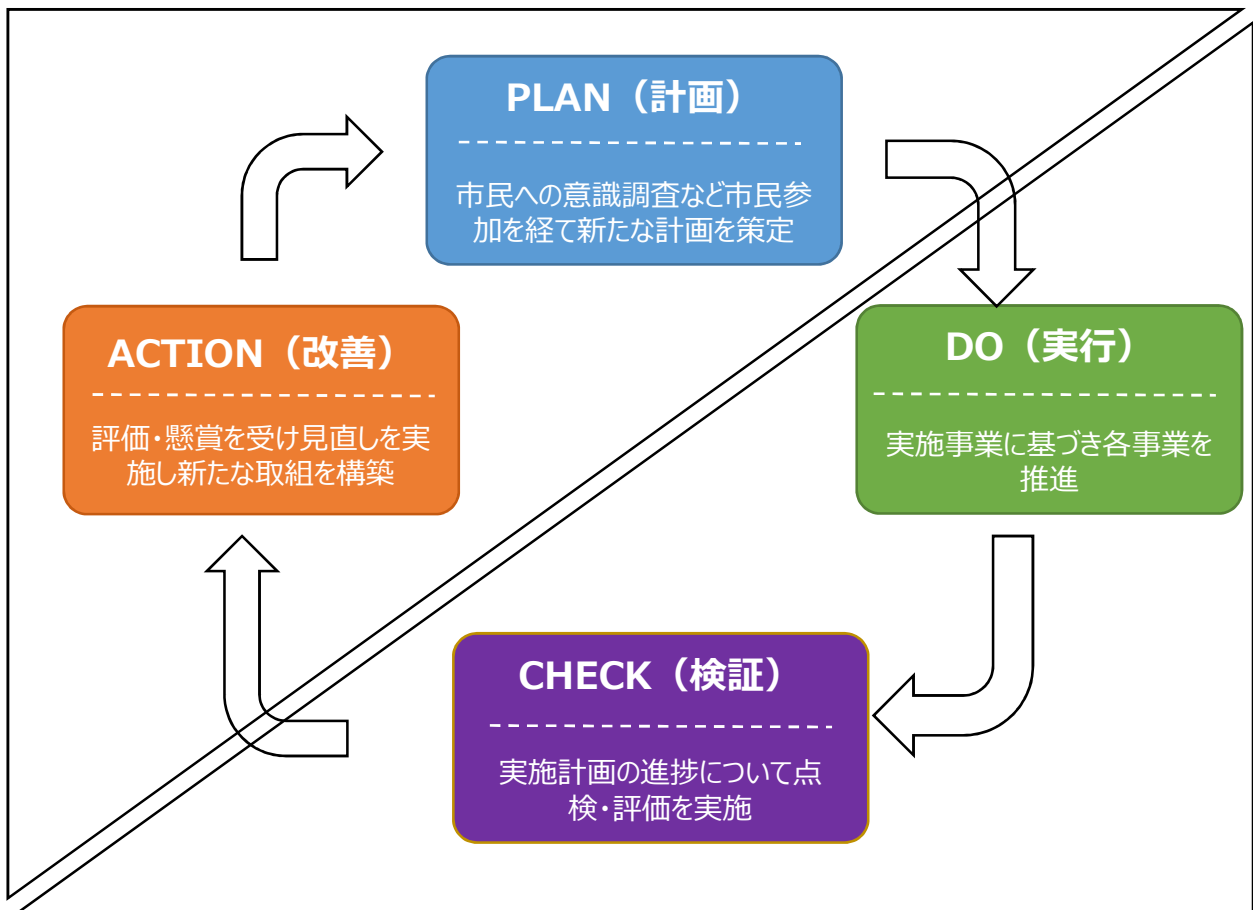 PLAN（計画）
市民への意識調査など市民参
加を経て新たな計画を策定
ACTION（改善）
評価・懸賞を受け見直しを実
施し新たな取組を構築
DO（実行）
実施事業に基づき各事業を
推進
CHECK（検証）
実施計画の進捗について点
検・評価を実施